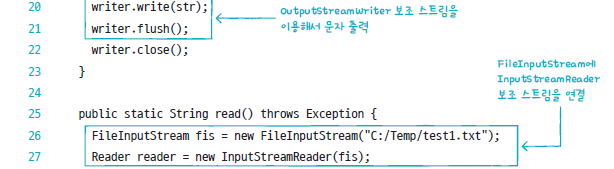 20 writer.write(str);
21 writer.flush();
22 writer.close();
23 }
24
25 public static String read() throws Exception {
26 FileInputStream fis = new FileInputStream("C:/Temp/test1.txt");
27 Reader reader = new InputStreamReader(fis);
OutputStreamWriter 보조 스트림을
이용해서 문자 출력
FileInputStream에
InputStreamReader
보조 스트림을 연결